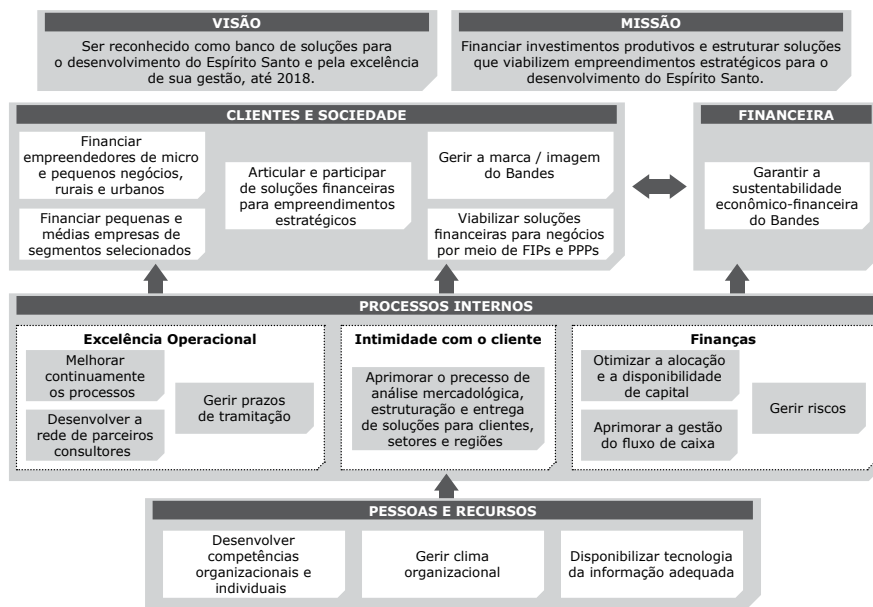 VISÃO
Ser reconhecido como banco de soluções para
o desenvolvimento do Espírito Santo e pela excelência
de sua gestão, até 2018.
MISSÃO
Financiar investimentos produtivos e estruturar soluções
que viabilizem empreendimentos estratégicos para o
desenvolvimento do Espírito Santo.
CLIENTES E SOCIEDADE
Financiar
empreendedores de micro
e pequenos negócios,
rurais e urbanos
Financiar pequenas e
médias empresas de
segmentos selecionados
Articular e participar
de soluções financeiras
para empreendimentos
estratégicos
Gerir a marca / imagem
do Bandes
Viabilizar soluções
financeiras para negócios
por meio de FIPs e PPPs
FINANCEIRA
Garantir a
sustentabilidade
econômico-financeira
do Bandes
PROCESSOS INTERNOS
Excelência Operacional
Melhorar
continuamente
os processos
Desenvolver a
rede de parceiros
consultores
Gerir prazos
de tramitação
Intimidade com o cliente
Aprimorar o processo de
análise mercadológica,
estruturação e entrega
de soluções para clientes,
setores e regiões
Finanças
Otimizar a alocação
e a disponibilidade
de capital
Aprimorar a gestão
do fluxo de caixa
Gerir riscos
PESSOAS E RECURSOS
Desenvolver
competências
organizacionais e
individuais
Gerir clima
organizacional
Disponibilizar tecnologia
da informação adequada